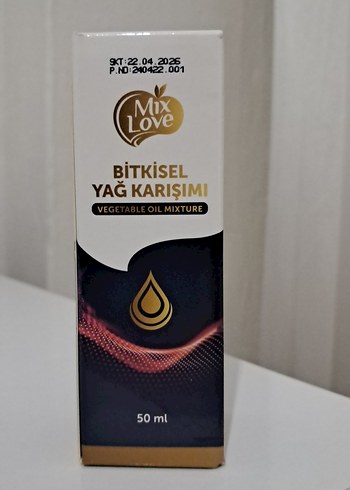 SKT:22.04.2026
P.NO:240422.001
Mix
Love
BİTKİSEL
YAĞ KARIŞIMI
VEGETABLE OIL MIXTURE
50 ml